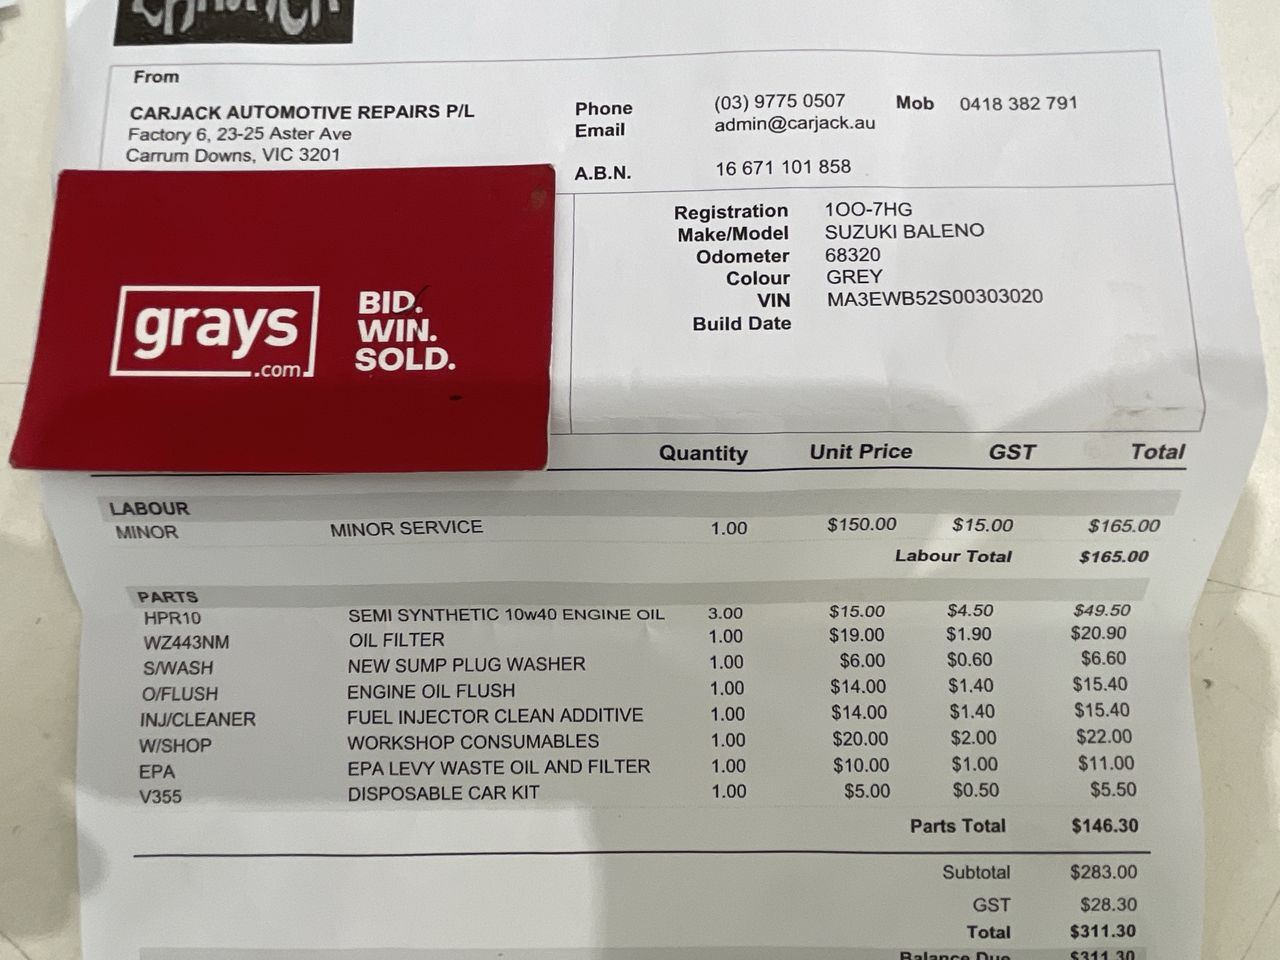 From
CARJACK AUTOMOTIVE REPAIRS P/L
Factory 6, 23-25 Aster Ave
Carrum Downs, VIC 3201
Phone (03) 9775 0507 Mob 0418 382 791
Email admin@carjack.au
A.B.N. 16 671 101 858
grays
.com
BID.
WIN.
SOLD.
Registration 1OO-7HG
Make/Model SUZUKI BALENO
Odometer 68320
Colour GREY
VIN MA3EWB52S00303020
Build Date
Quantity Unit Price GST Total
LABOUR
MINOR MINOR SERVICE 1.00 $150.00 $15.00 $165.00
Labour Total $165.00
PARTS
HPR10 SEMI SYNTHETIC 10w40 ENGINE OIL 3.00 $15.00 $4.50 $49.50
WZ443NM OIL FILTER 1.00 $19.00 $1.90 $20.90
S/WASH NEW SUMP PLUG WASHER 1.00 $6.00 $0.60 $6.60
O/FLUSH ENGINE OIL FLUSH 1.00 $14.00 $1.40 $15.40
INJ/CLEANER FUEL INJECTOR CLEAN ADDITIVE 1.00 $14.00 $1.40 $15.40
W/SHOP WORKSHOP CONSUMABLES 1.00 $20.00 $2.00 $22.00
EPA EPA LEVY WASTE OIL AND FILTER 1.00 $10.00 $1.00 $11.00
V355 DISPOSABLE CAR KIT 1.00 $5.00 $0.50 $5.50
Parts Total $146.30
Subtotal $283.00
GST $28.30
Total $311.30
Balance Due $311.30